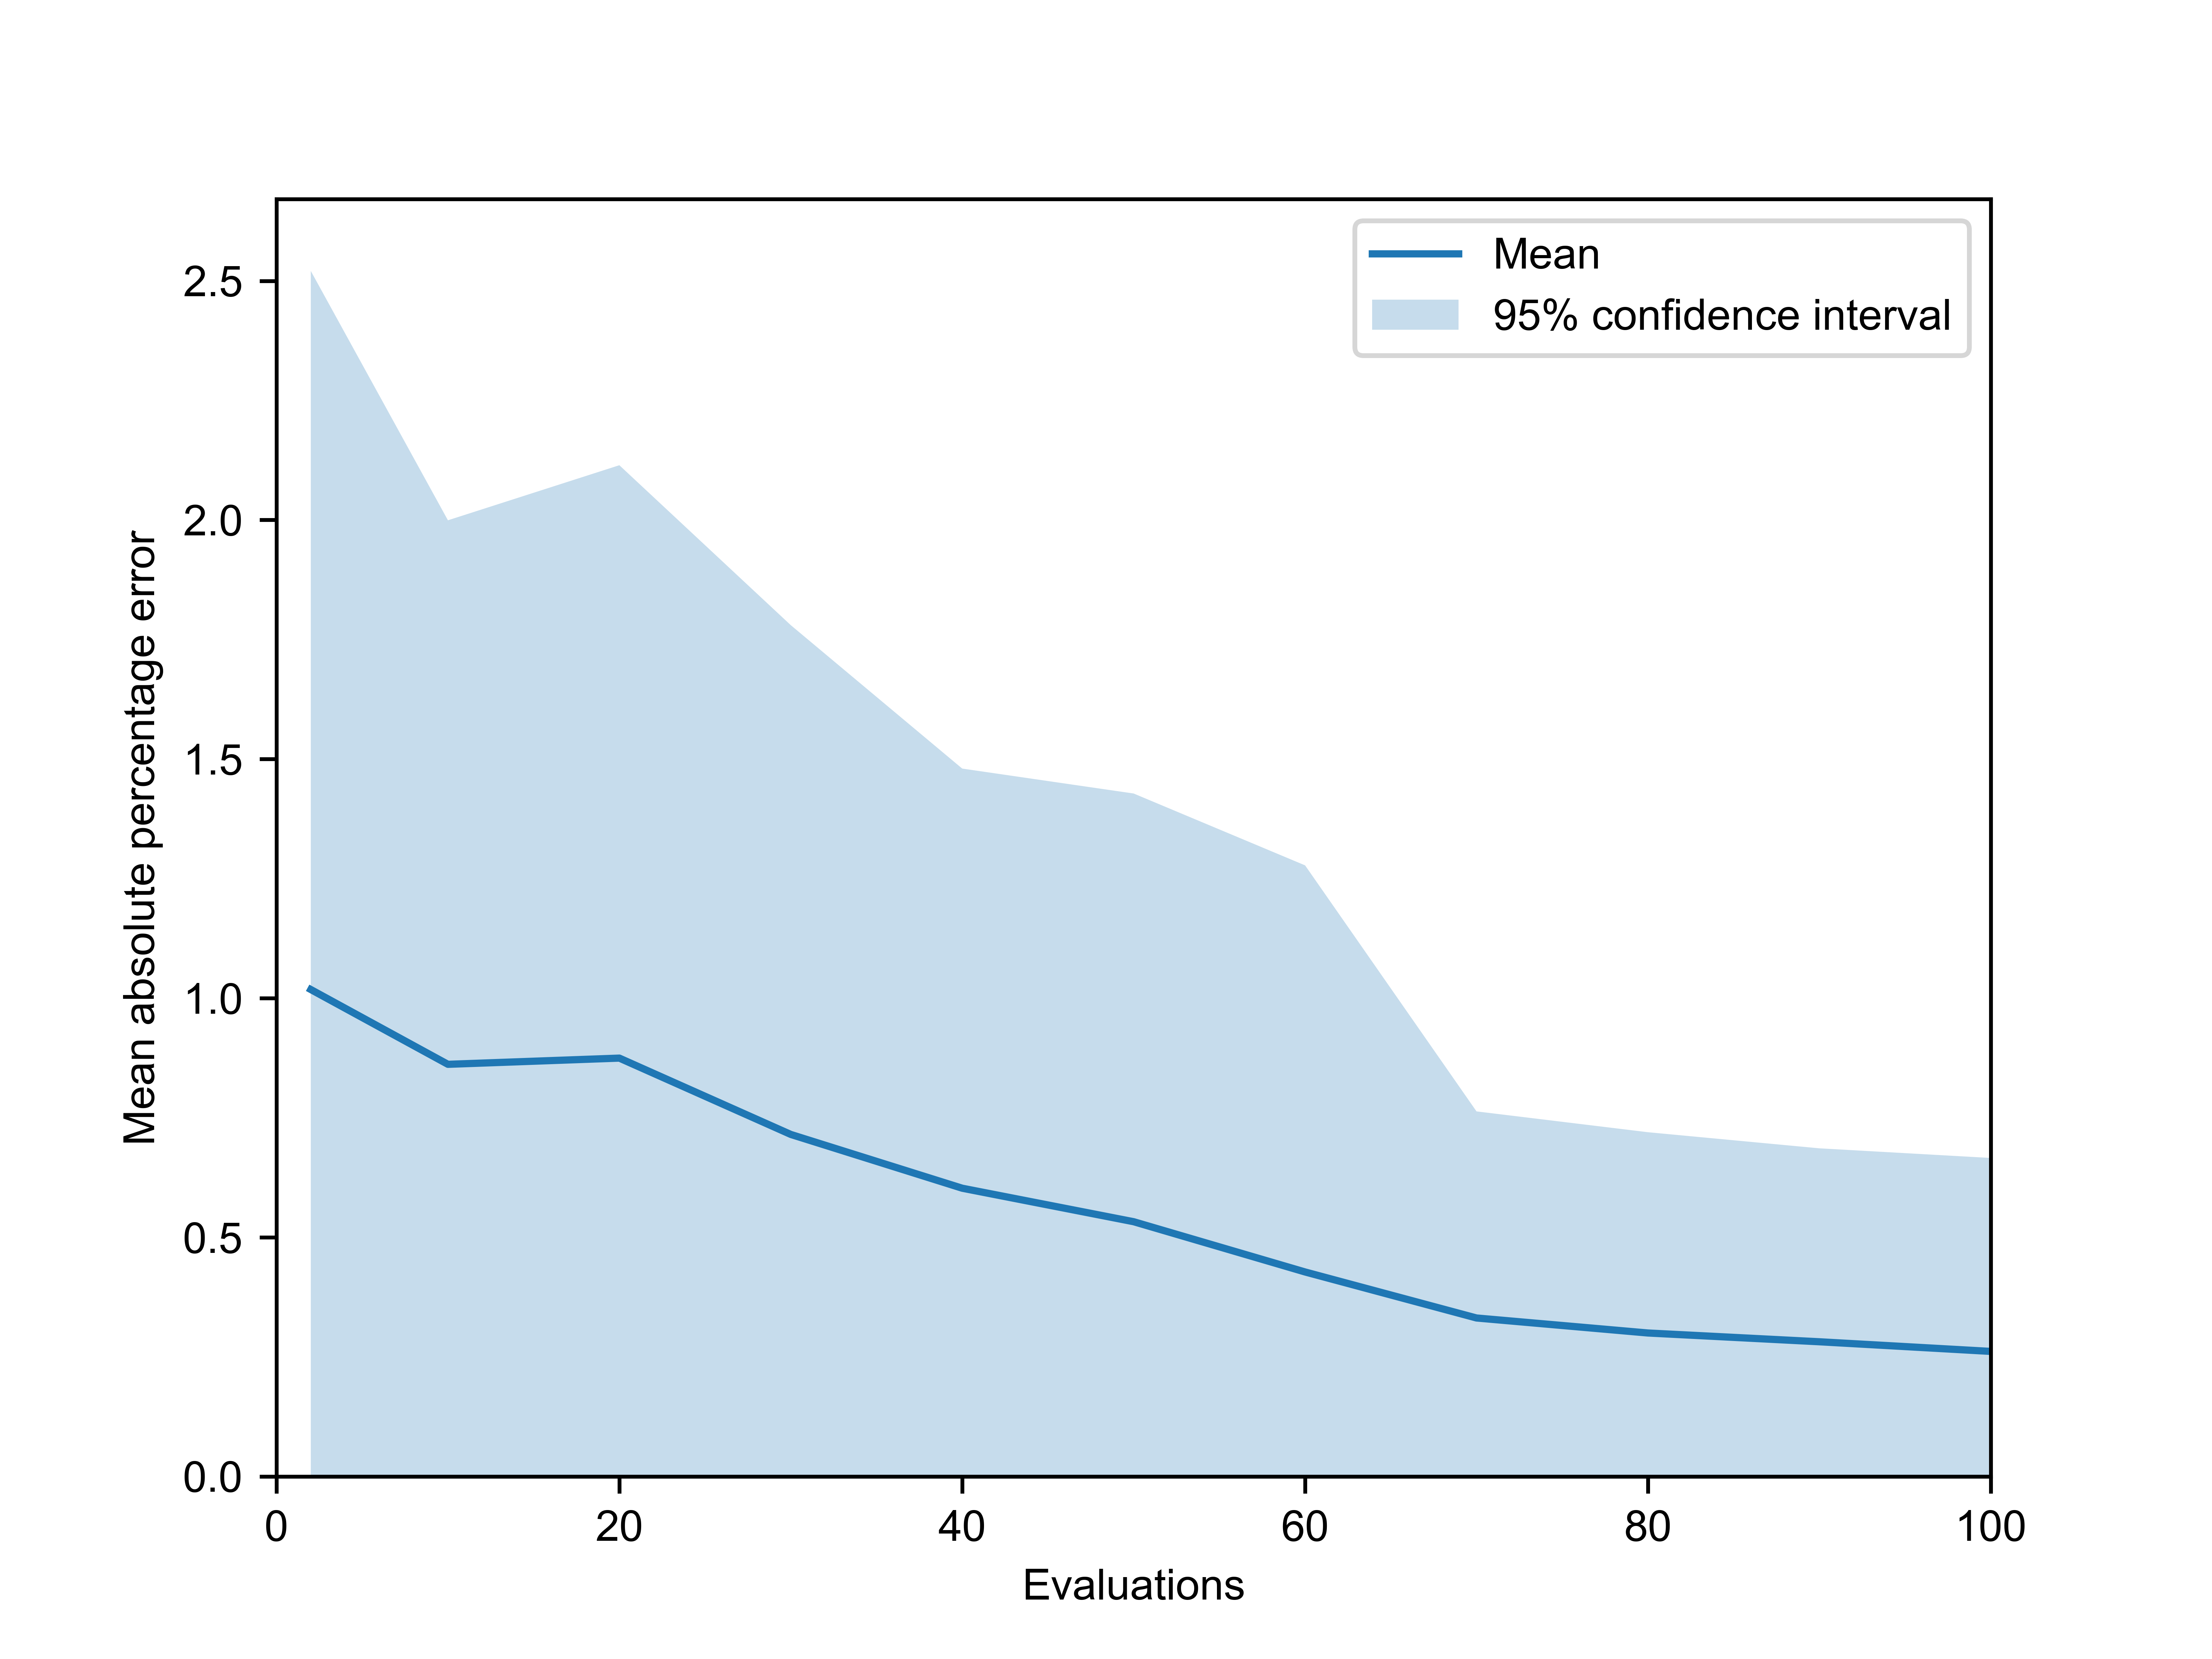 Mean
95% confidence interval
2.5
2.0
1.5
1.0
0.5
0.0
Mean absolute percentage error
0 20 40 60 80 100
Evaluations